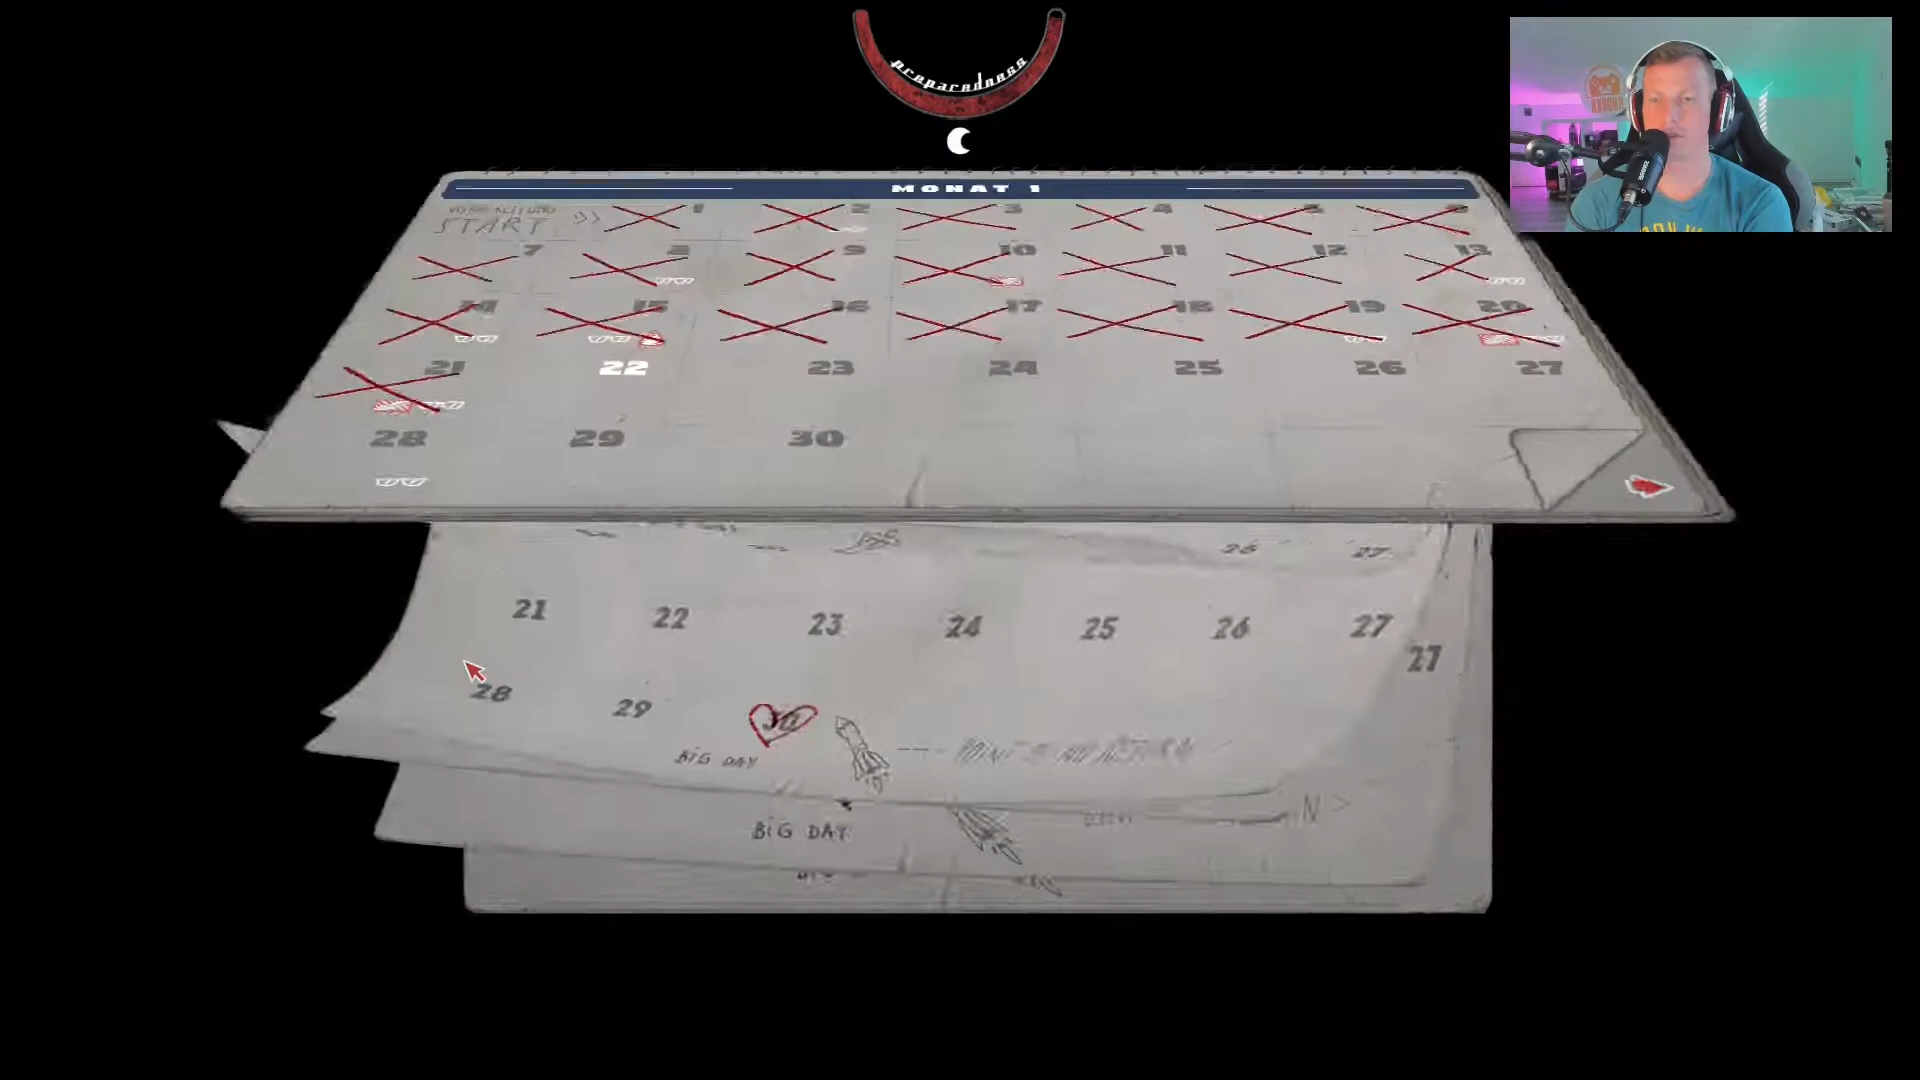 preparedness
MONAT 1
START >> 1 2 3 4 5 6
7 8 9 10 11 12 13
14 15 16 17 18 19 20
21 22 23 24 25 26 27
28 29 30
26 27
21 22 23 24 25 26 27
27
28 29 30
BIG DAY
N >
BIG DAY